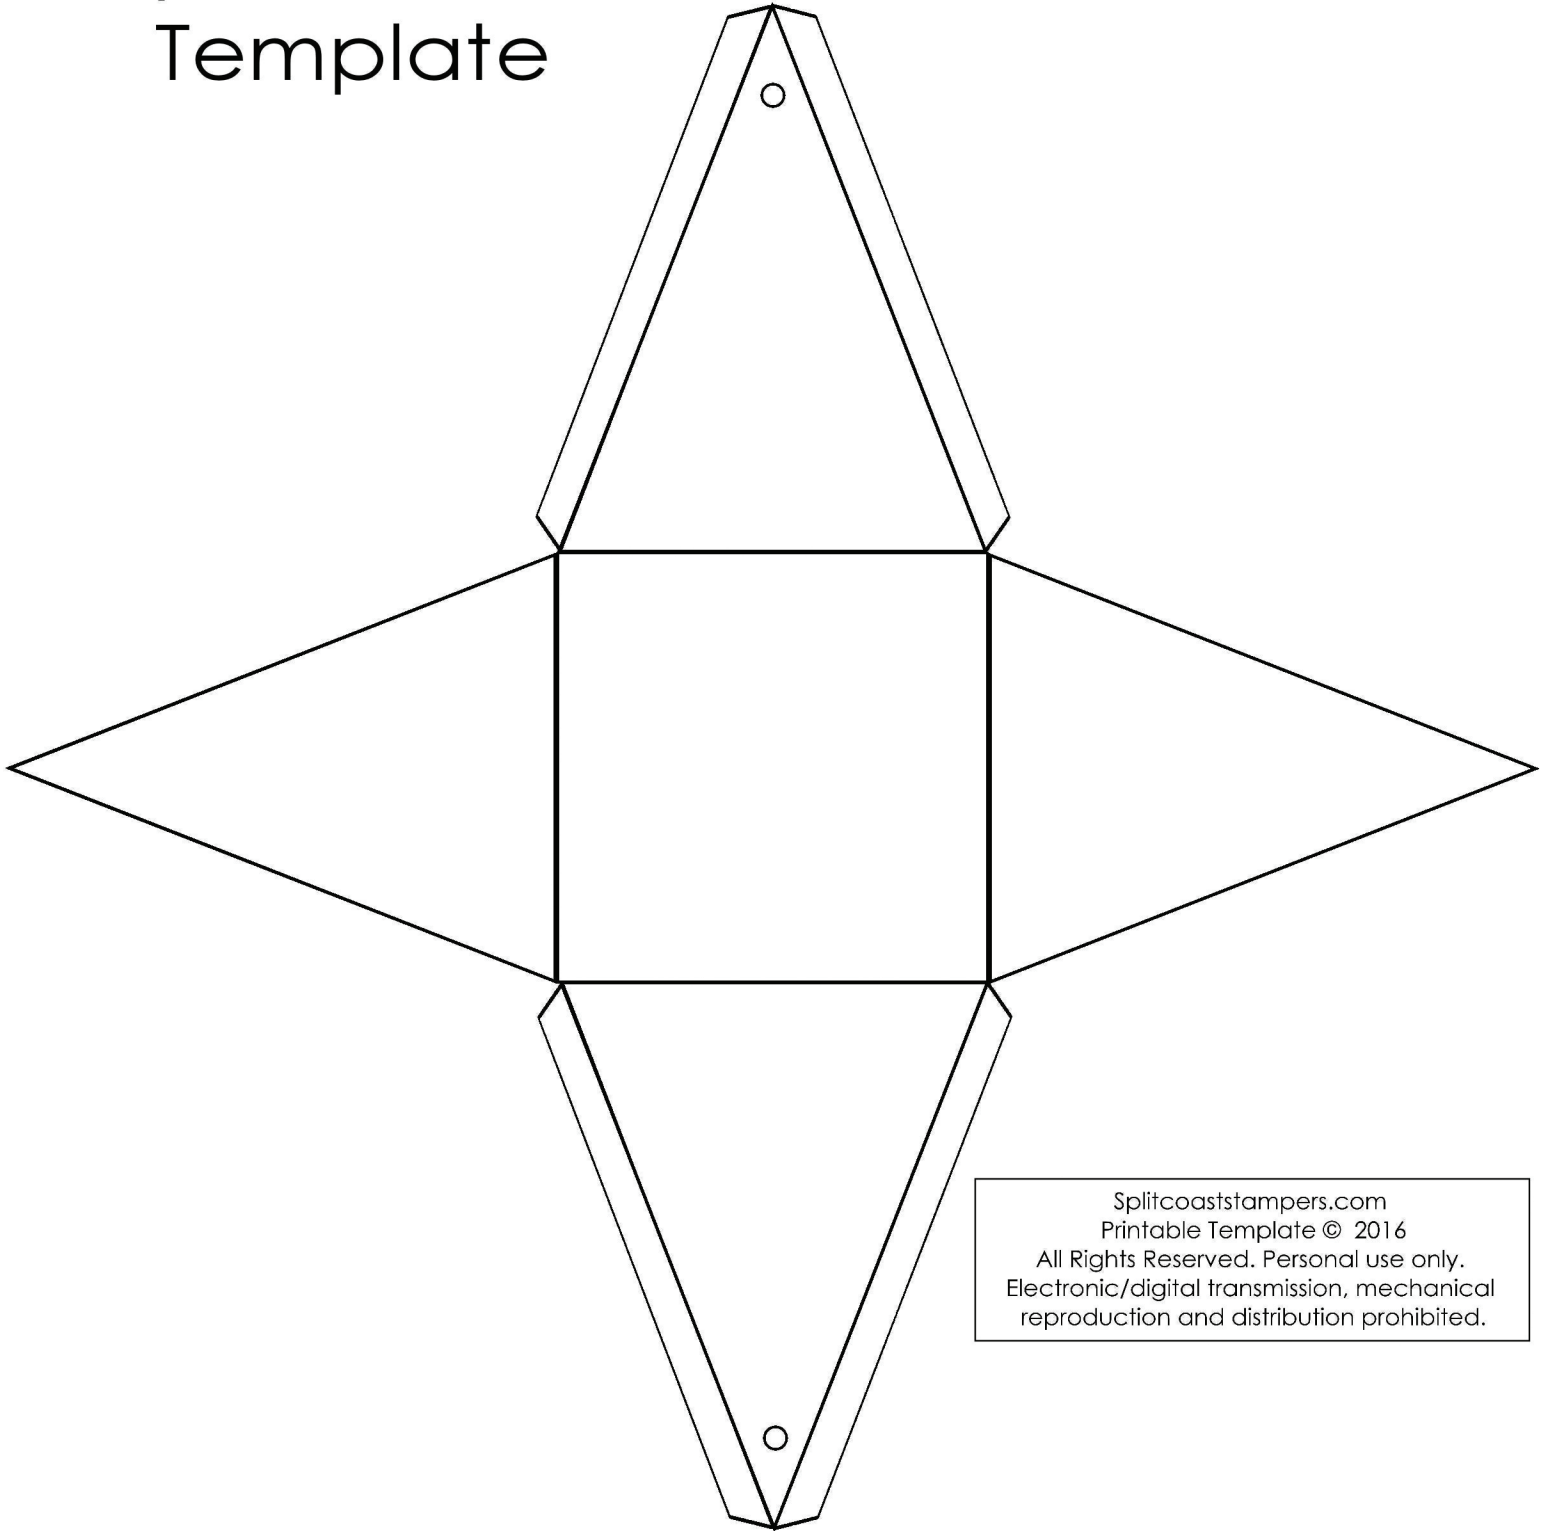 Template
Splitcoaststampers.com
Printable Template © 2016
All Rights Reserved. Personal use only.
Electronic/digital transmission, mechanical
reproduction and distribution prohibited.